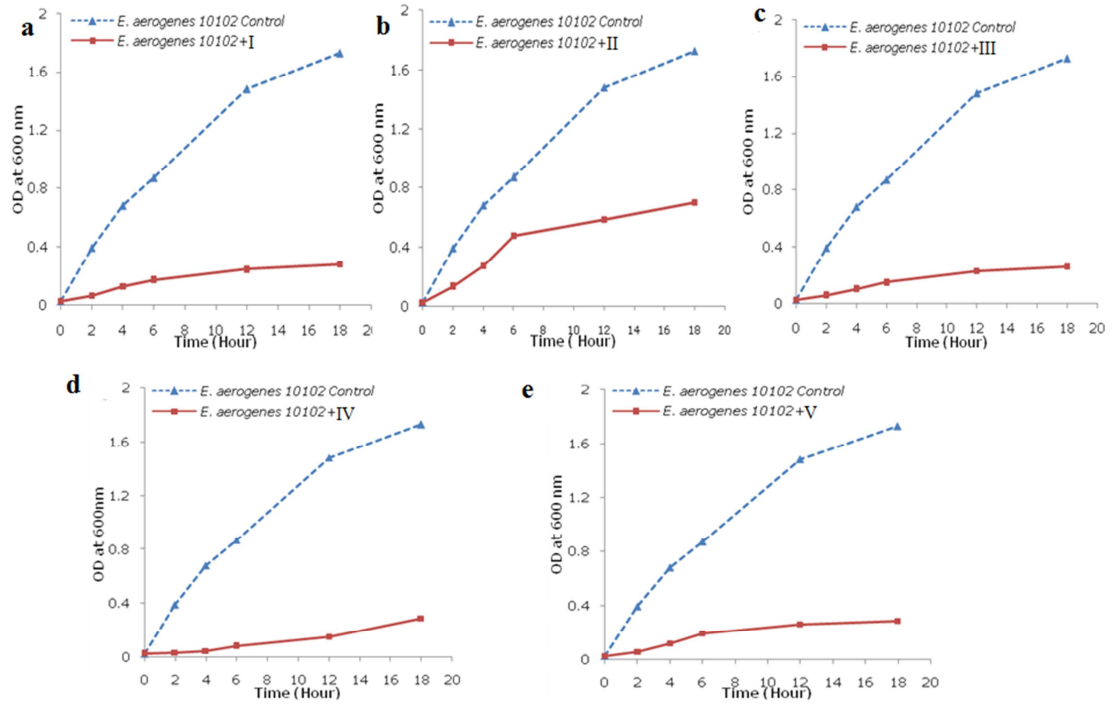 a
E. aerogenes 10102 Control
E. aerogenes 10102+I
OD at 600 nm
2
1.6
1.2
0.8
0.4
0
0 2 4 6 8 10 12 14 16 18 20
Time (Hour)
b
E. aerogenes 10102 Control
E. aerogenes 10102+II
OD at 600 nm
2
1.6
1.2
0.8
0.4
0
0 2 4 6 8 10 12 14 16 18 20
Time ( Hour)
c
E. aerogenes 10102 Control
E. aerogenes 10102+III
OD at 600 nm
2
1.6
1.2
0.8
0.4
0
0 2 4 6 8 10 12 14 16 18 20
Time (Hour)
d
E. aerogenes 10102 Control
E. aerogenes 10102+IV
OD at 600nm
2
1.6
1.2
0.8
0.4
0
0 2 4 6 8 10 12 14 16 18 20
Time (Hour)
e
E. aerogenes 10102 Control
E. aerogenes 10102+V
OD at 600 nm
2
1.6
1.2
0.8
0.4
0
0 2 4 6 8 10 12 14 16 18 20
Time (Hour)